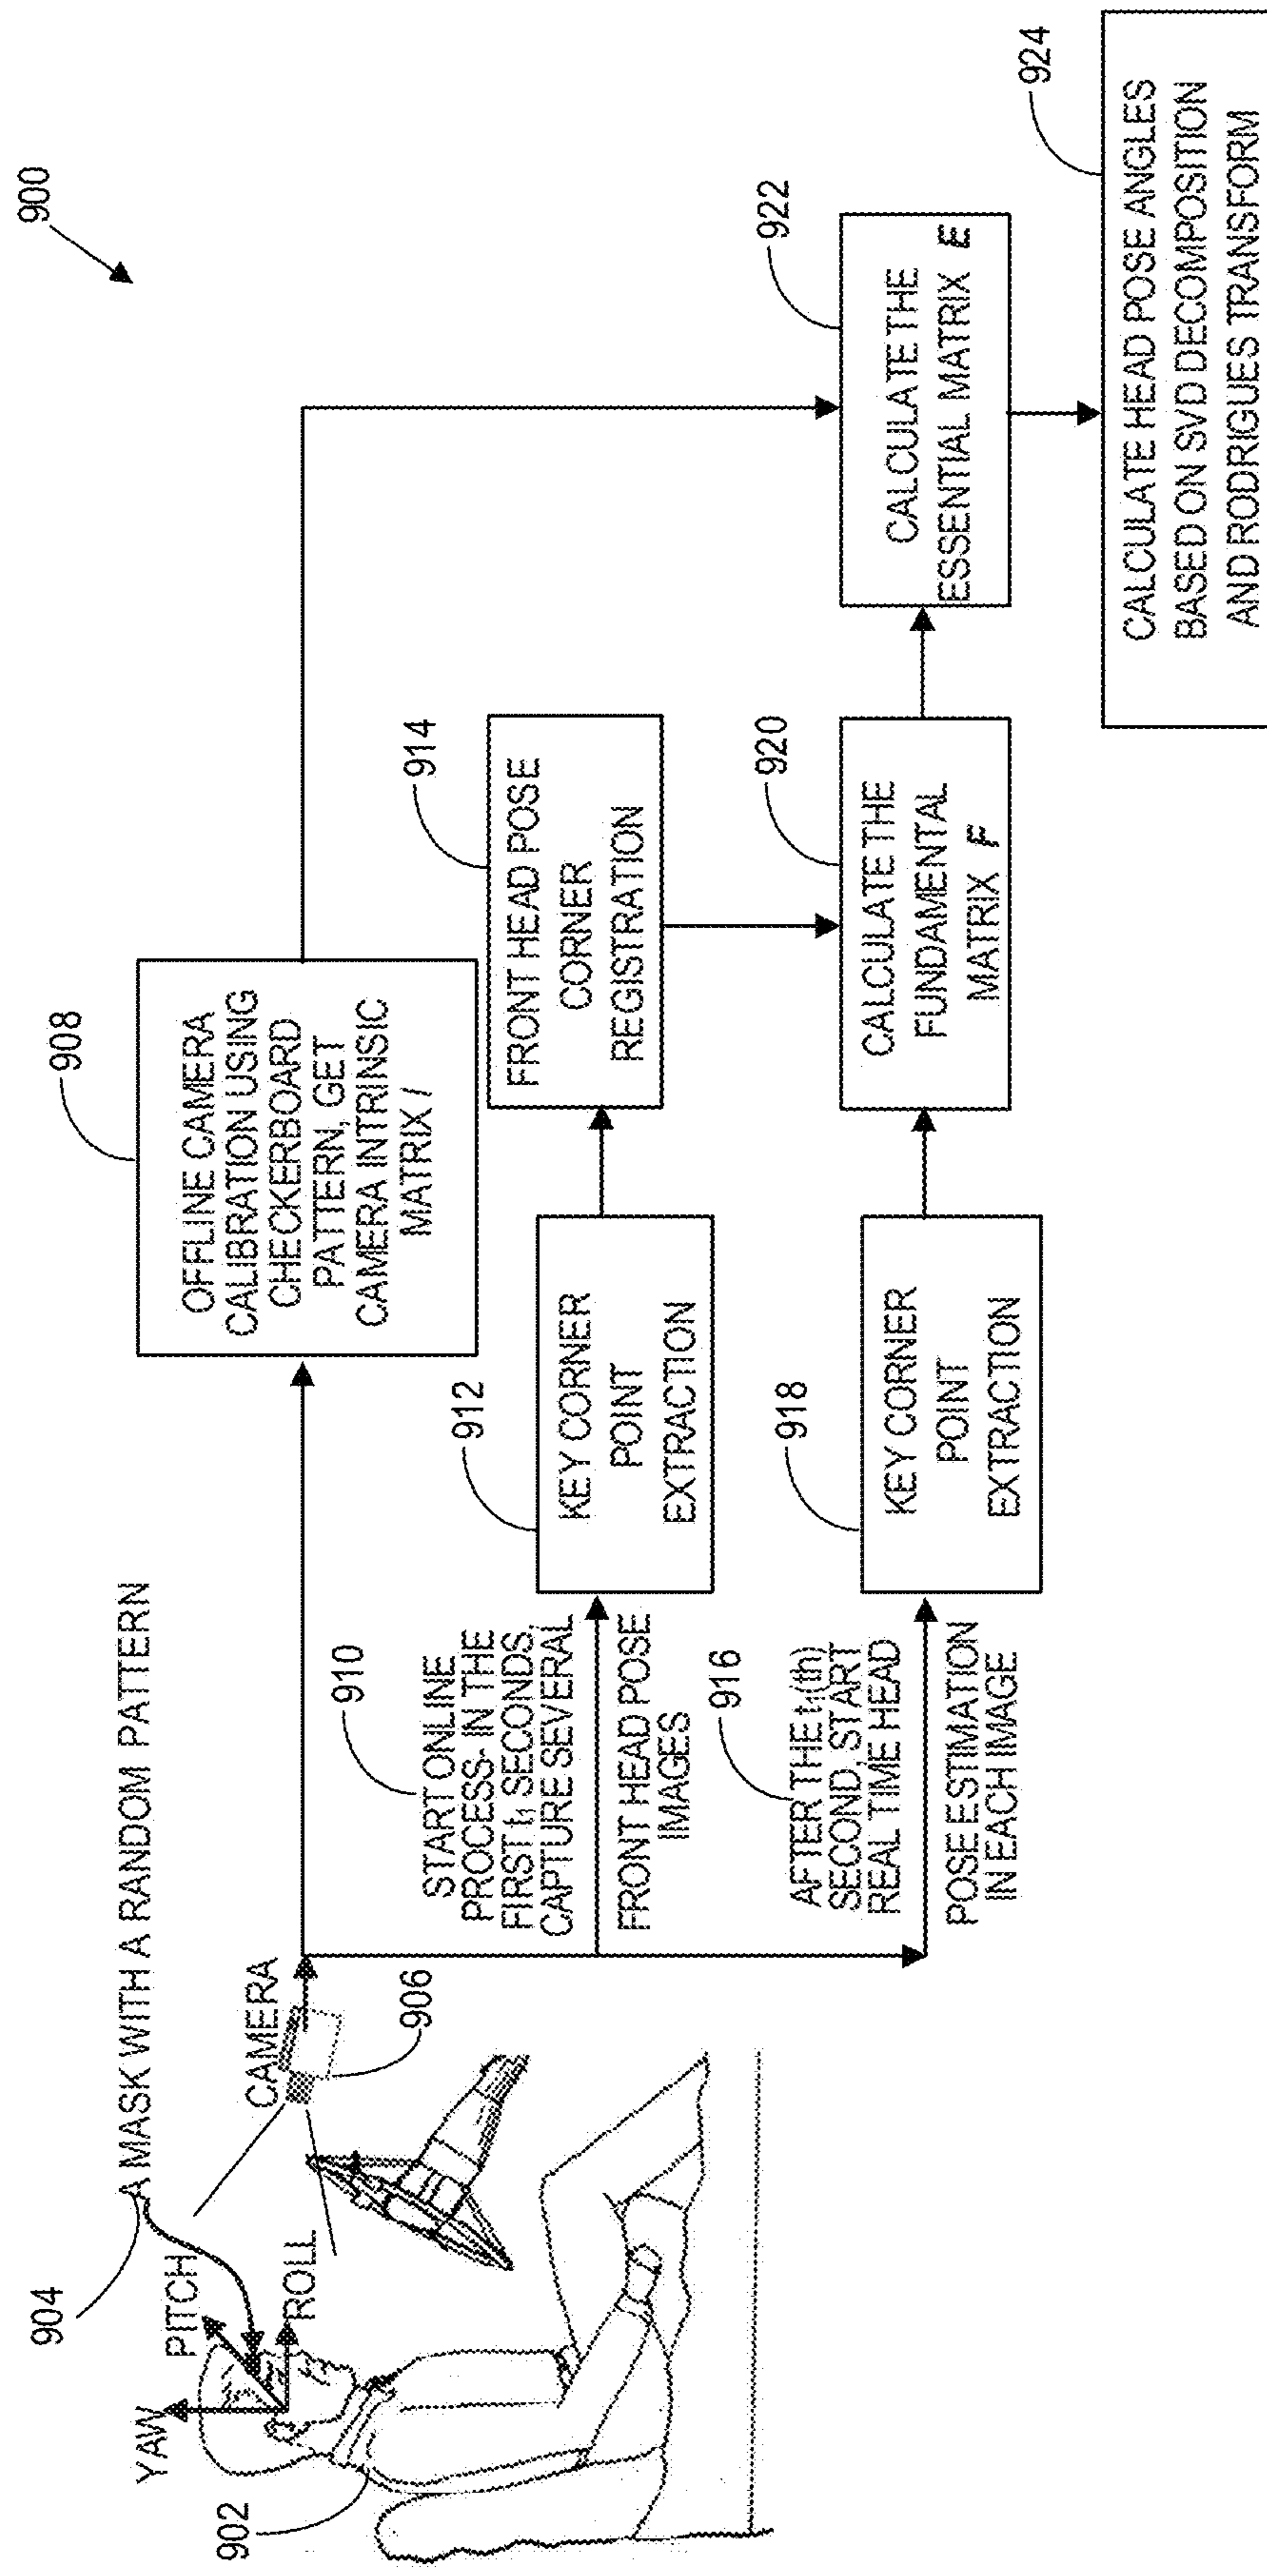 900
904
A MASK WITH A RANDOM PATTERN
YAW
PITCH
ROLL
CAMERA
906
902
908
OFFLINE CAMERA
CALIBRATION USING
CHECKERBOARD
PATTERN, GET
CAMERA INTRINSIC
MATRIX I
910
START ONLINE
PROCESS- IN THE
FIRST t₁ SECONDS,
CAPTURE SEVERAL
FRONT HEAD POSE
IMAGES
912
KEY CORNER
POINT
EXTRACTION
914
FRONT HEAD POSE
CORNER
REGISTRATION
916
AFTER THE t₁(th)
SECOND, START
REAL TIME HEAD
POSE ESTIMATION
IN EACH IMAGE
918
KEY CORNER
POINT
EXTRACTION
920
CALCULATE THE
FUNDAMENTAL
MATRIX F
922
CALCULATE THE
ESSENTIAL MATRIX E
924
CALCULATE HEAD POSE ANGLES
BASED ON SVD DECOMPOSITION
AND RODRIGUES TRANSFORM